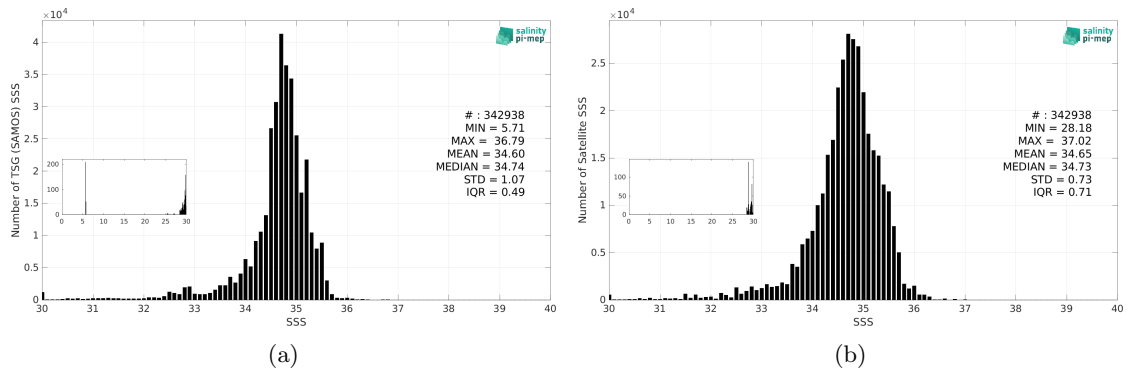 ×10⁴
4
3.5
3
2.5
2
1.5
1
0.5
0
Number of TSG (SAMOS) SSS
salinity
pi-mep
# : 342938
MIN = 5.71
MAX = 36.79
MEAN = 34.60
MEDIAN = 34.74
STD = 1.07
IQR = 0.49
200
100
0
0 5 10 15 20 25 30
30 31 32 33 34 35 36 37 38 39 40
SSS
(a)
×10⁴
2.5
2
1.5
1
0.5
0
Number of Satellite SSS
salinity
pi-mep
# : 342938
MIN = 28.18
MAX = 37.02
MEAN = 34.65
MEDIAN = 34.73
STD = 0.73
IQR = 0.71
100
50
0
0 5 10 15 20 25 30
30 31 32 33 34 35 36 37 38 39 40
SSS
(b)